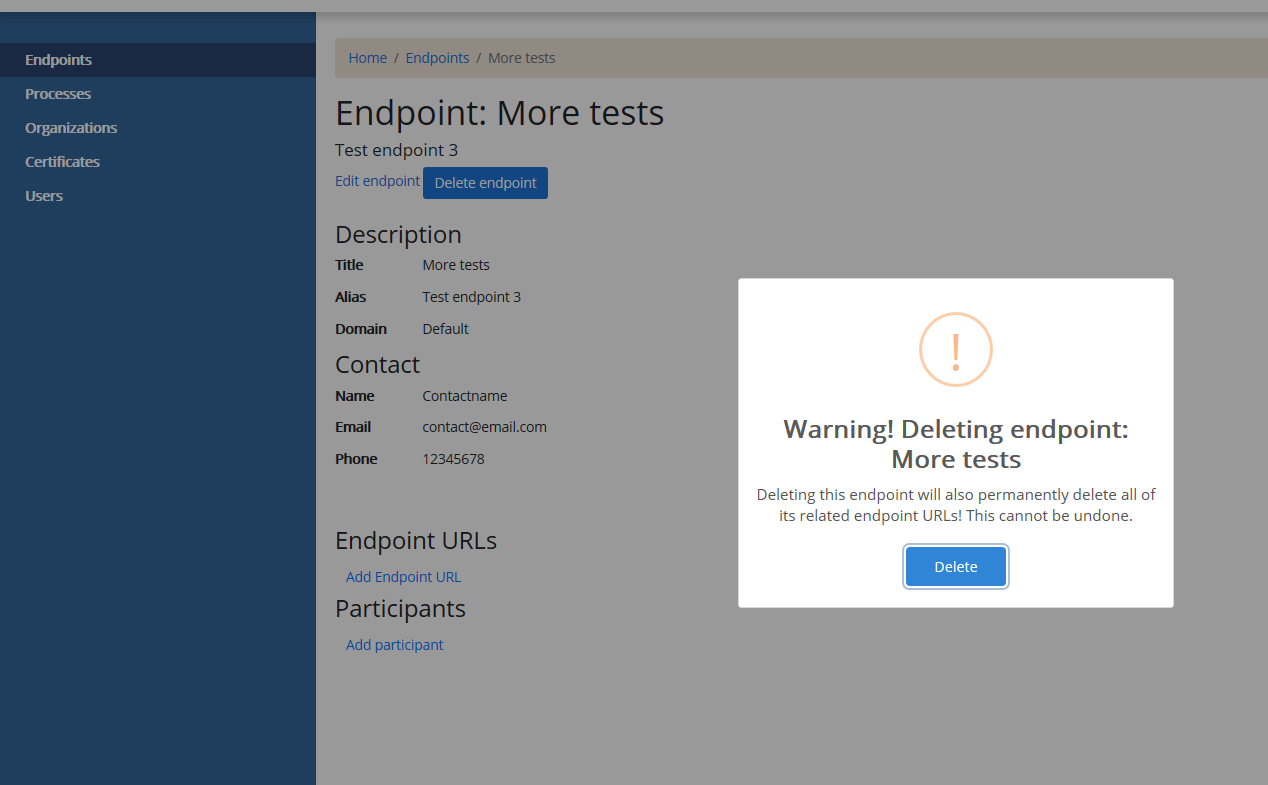 Endpoints
Processes
Organizations
Certificates
Users
Home / Endpoints / More tests
Endpoint: More tests
Test endpoint 3
Edit endpoint Delete endpoint
Description
Title More tests
Alias Test endpoint 3
Domain Default
Contact
Name Contactname
Email contact@email.com
Phone 12345678
Endpoint URLs
Add Endpoint URL
Participants
Add participant
!
Warning! Deleting endpoint:
More tests
Deleting this endpoint will also permanently delete all of
its related endpoint URLs! This cannot be undone.
Delete